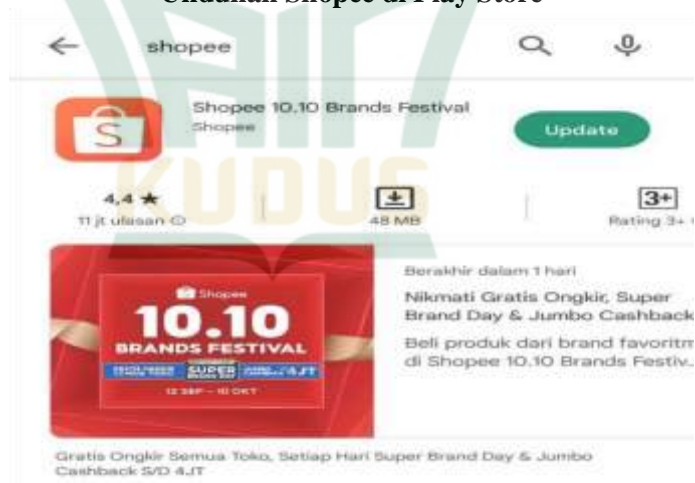 Unduhan Shopee di Play Store
shopee
Shopee 10.10 Brands Festival
Shopee
Update
S
4,4 ★
11 jt ulasan
48 MB
3+
Rating 3+
Berakhir dalam 1 hari
Nikmati Gratis Ongkir, Super
Brand Day & Jumbo Cashback
Beli produk dari brand favoritm
di Shopee 10.10 Brands Festiv...
Shopee
10.10
BRANDS FESTIVAL
SUPER
4JT
12 SEP - 10 OKT
Gratis Ongkir Semua Toko, Setiap Hari Super Brand Day & Jumbo
Cashback S/D 4JT
KUDUS